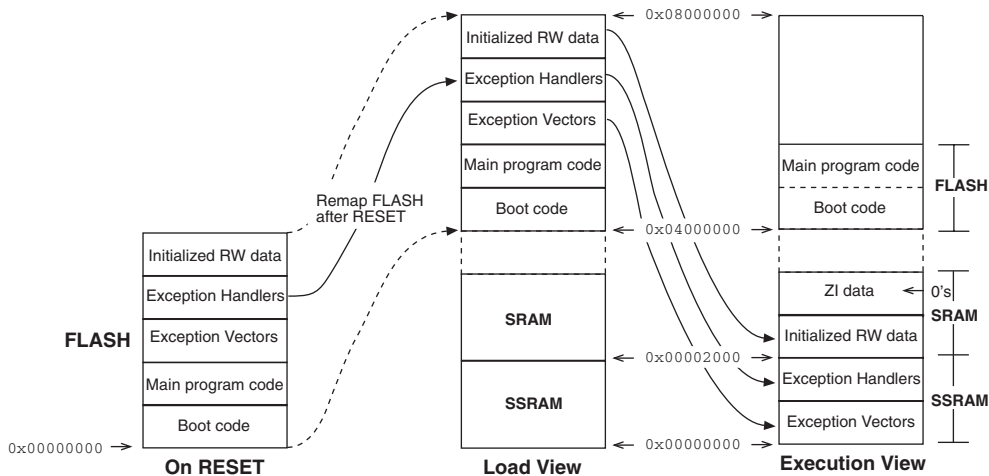 Initialized RW data
Exception Handlers
Exception Vectors
Main program code
Boot code
FLASH
0x00000000
On RESET
Remap FLASH
after RESET
Initialized RW data
Exception Handlers
Exception Vectors
Main program code
Boot code
SRAM
SSRAM
Load View
0x08000000
0x04000000
0x00002000
0x00000000
Main program code
Boot code
FLASH
ZI data
0's
SRAM
Initialized RW data
Exception Handlers
SSRAM
Exception Vectors
Execution View